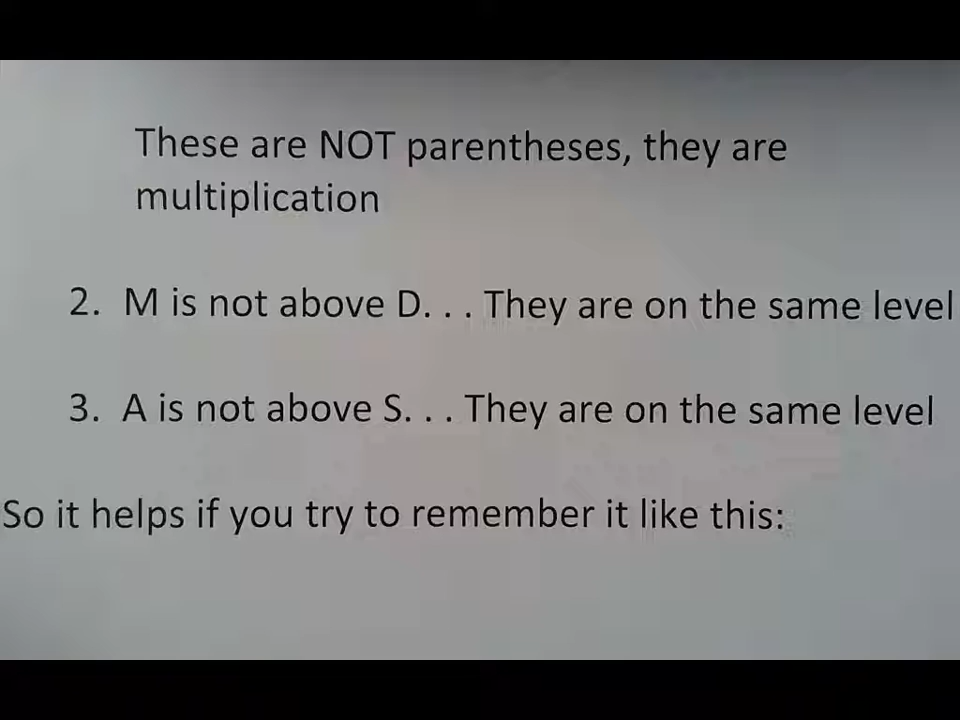 These are NOT parentheses, they are
multiplication
2. M is not above D. . . They are on the same level
3. A is not above S. . . They are on the same level
So it helps if you try to remember it like this: